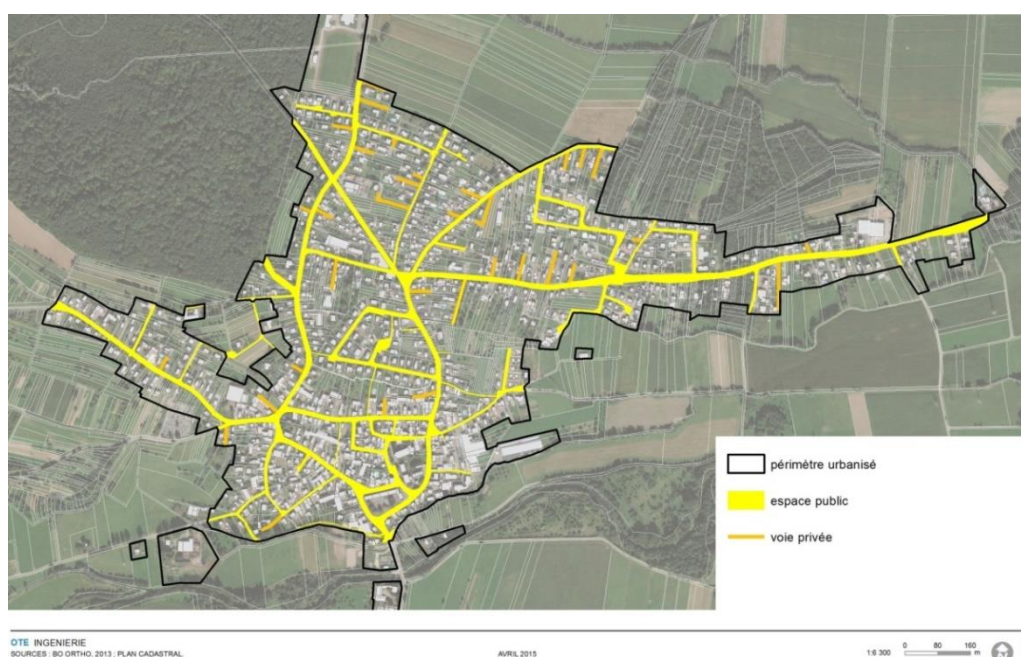 périmètre urbanisé
espace public
voie privée
OTE INGENIERIE
SOURCES : BD ORTHO, 2013 ; PLAN CADASTRAL
AVRIL 2015
1:6 300
0 80 160
m